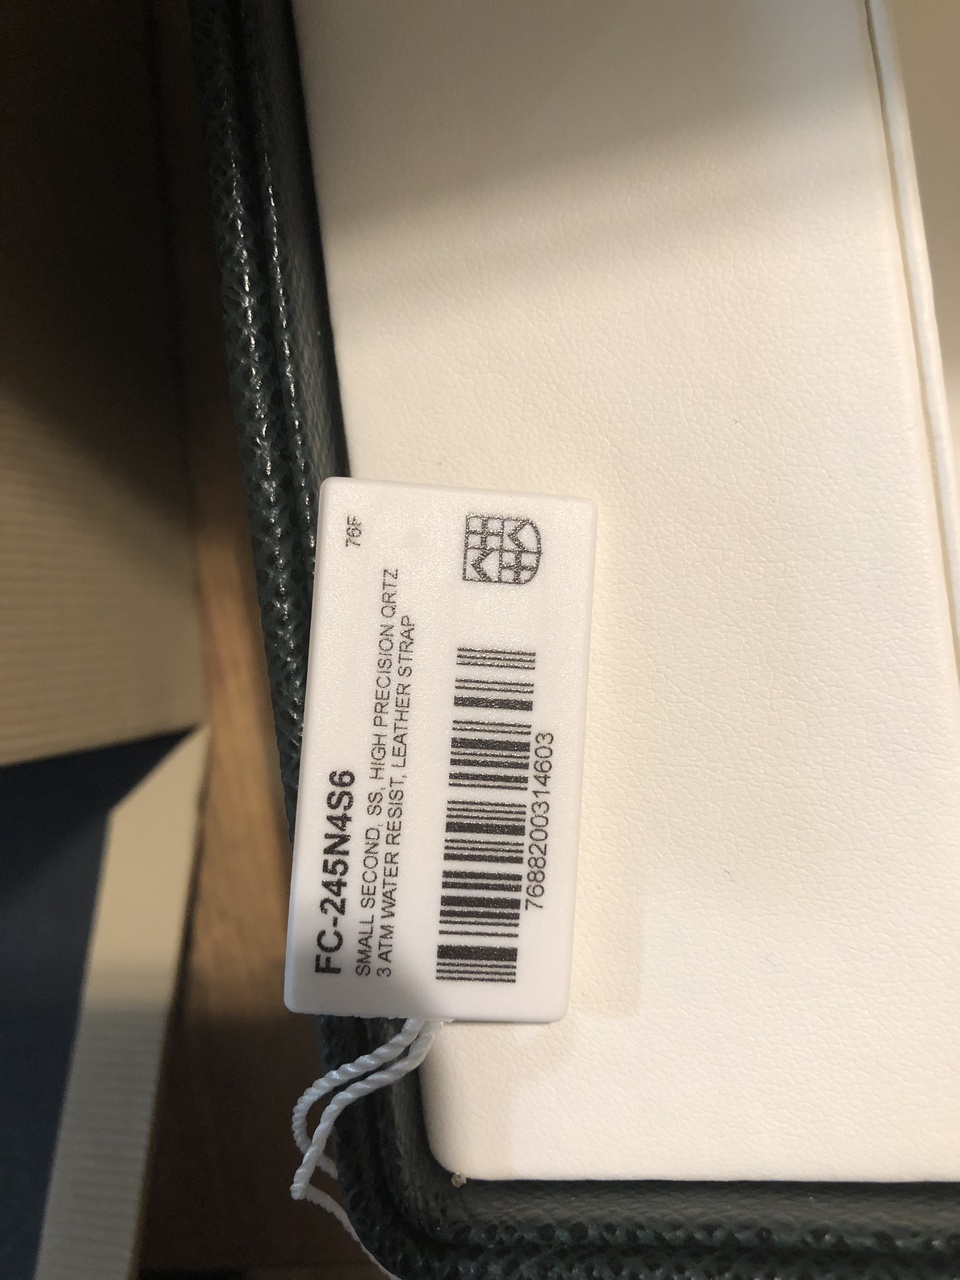 FC-245N4S6
76F
SMALL SECOND, SS, HIGH PRECISION QRTZ
3 ATM WATER RESIST, LEATHER STRAP
7688200314603